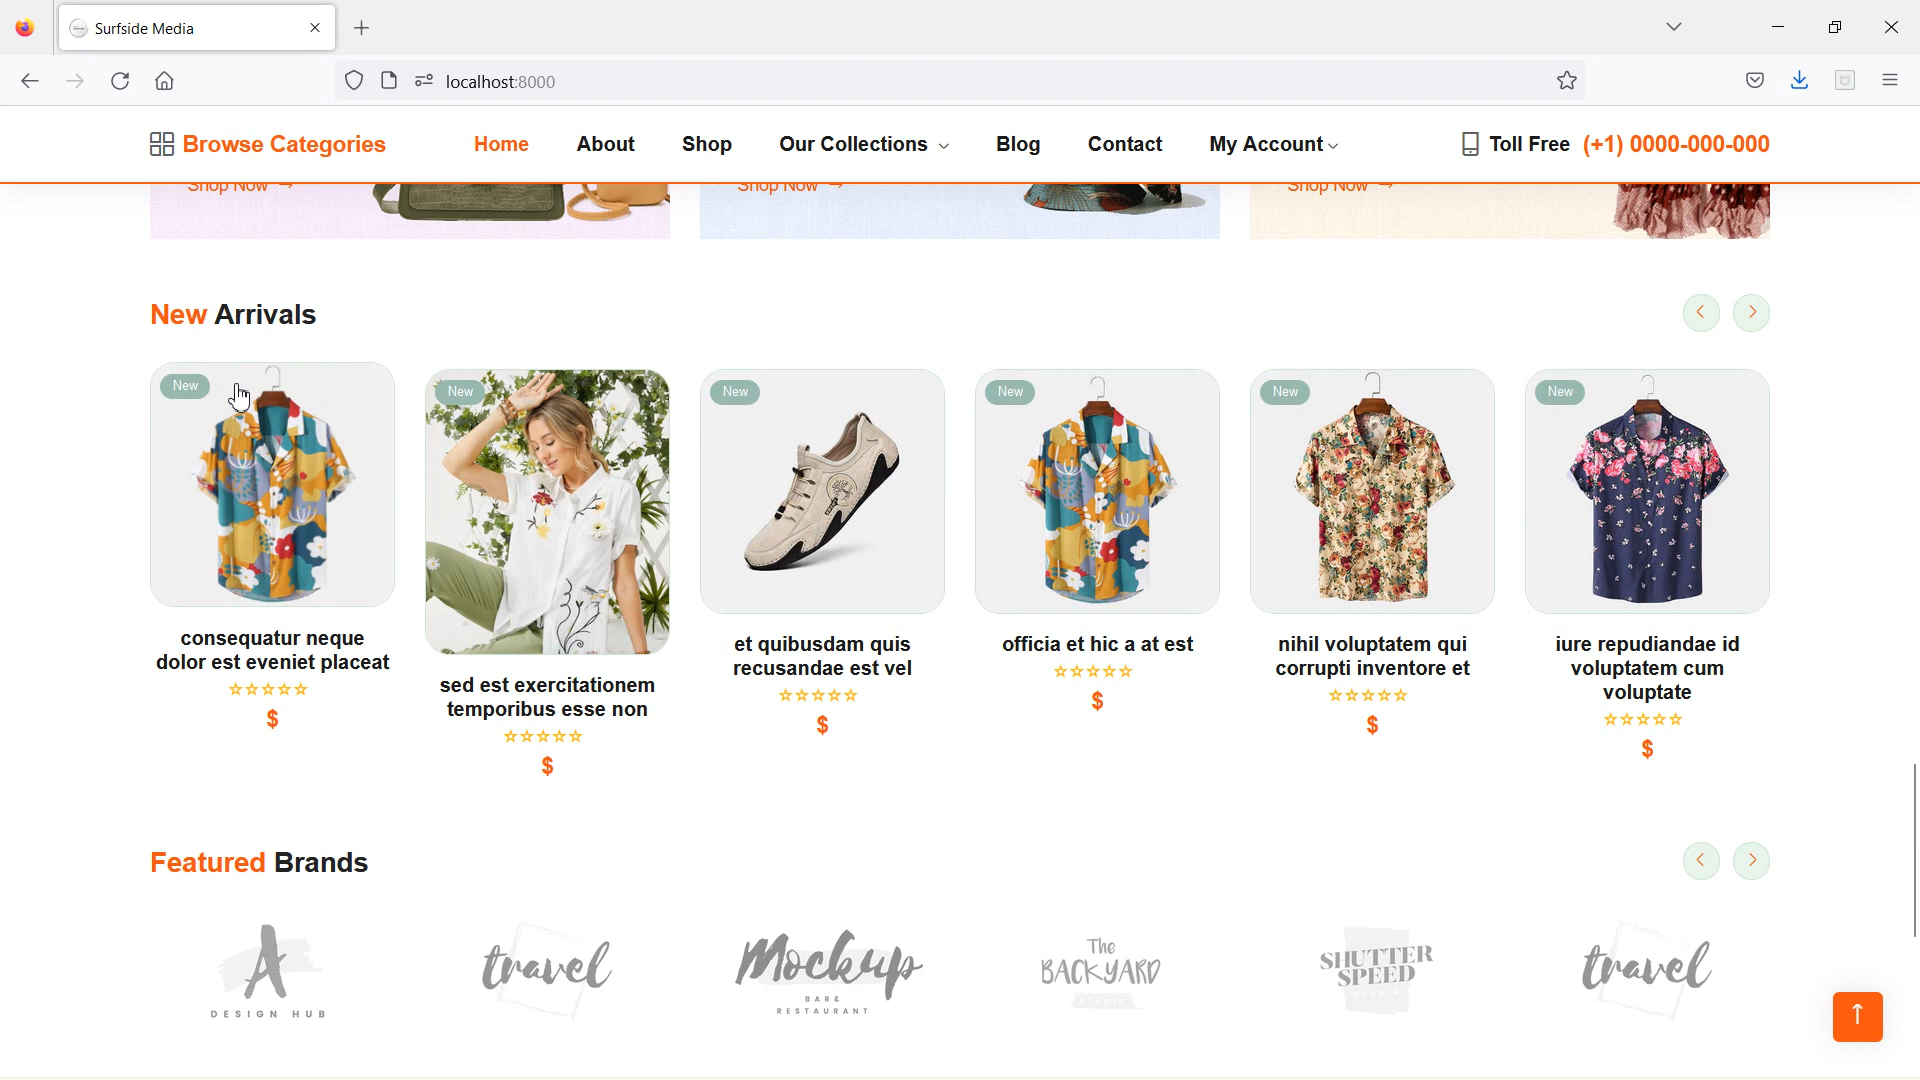 Surfside Media
localhost:8000
Browse Categories
Home
About
Shop
Our Collections
Blog
Contact
My Account
Toll Free (+1) 0000-000-000
Shop Now →
Shop Now →
Shop Now →
New Arrivals
New
New
New
New
New
New
consequatur neque
dolor est eveniet placeat
$
sed est exercitationem
temporibus esse non
$
et quibusdam quis
recusandae est vel
$
officia et hic a at est
$
nihil voluptatem qui
corrupti inventore et
$
iure repudiandae id
voluptatem cum
voluptate
$
Featured Brands
A
DESIGN HUB
travel
Mockup
BAR &
RESTAURANT
The
BACKYARD
STUDIO
SHUTTER
SPEED
travel